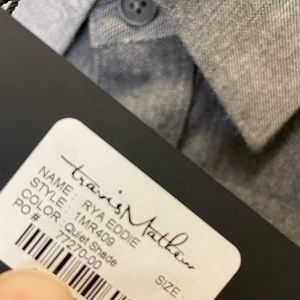 travisMathew
NAME : RYA EDDIE
STYLE : 1MR409
COLOR : Quiet Shade
PO # 77270-00
SIZE :